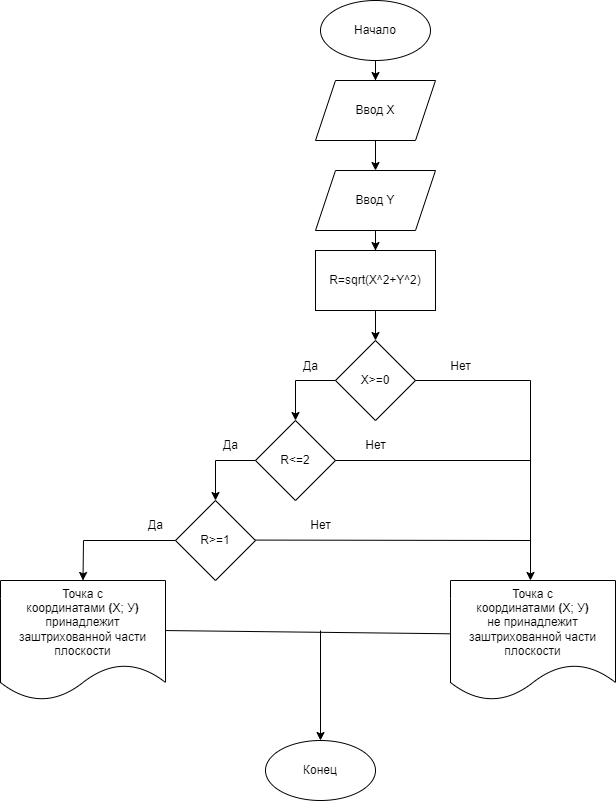 Начало
Ввод X
Ввод Y
R=sqrt(X^2+Y^2)
Да
X>=0
Нет
Да
R<=2
Нет
Да
R>=1
Нет
Точка с
координатами (X; У)
принадлежит
заштрихованной части
плоскости
Точка с
координатами (X; У)
не принадлежит
заштрихованной части
плоскости
Конец